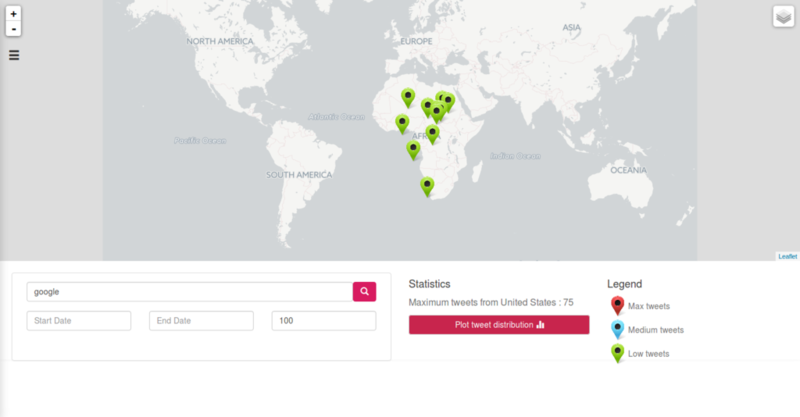 +
-
NORTH AMERICA
EUROPE
ASIA
Atlantic Ocean
Pacific Ocean
AFRICA
Indian Ocean
SOUTH AMERICA
OCEANIA
Leaflet
google
Start Date
End Date
100
Statistics
Maximum tweets from United States : 75
Plot tweet distribution
Legend
Max tweets
Medium tweets
Low tweets